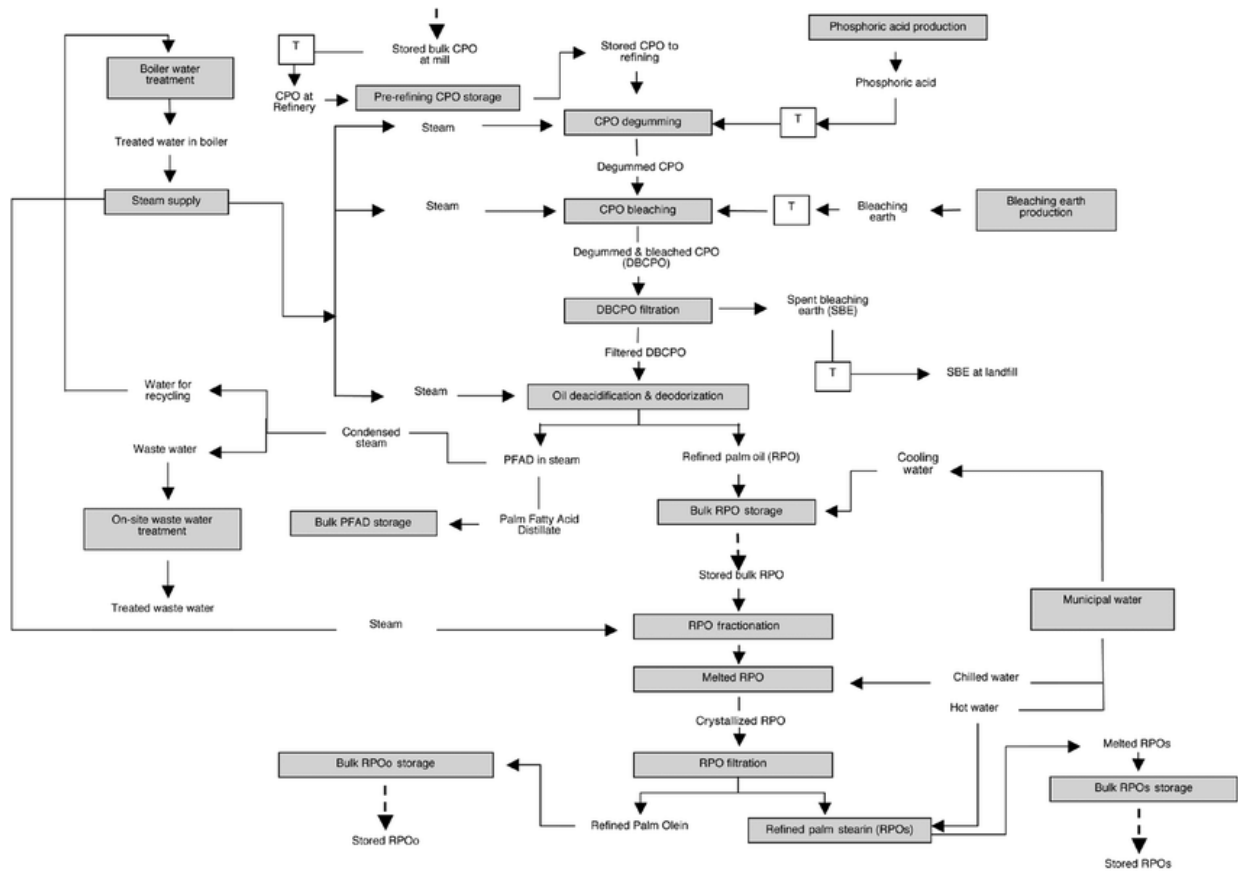 T
Stored bulk CPO
at mill
Stored CPO to
refining
Phosphoric acid production
Boiler water
treatment
CPO at
Refinery
Pre-refining CPO storage
Phosphoric acid
Steam
CPO degumming
T
Treated water in boiler
Degummed CPO
Steam supply
Steam
CPO bleaching
T
Bleaching
earth
Bleaching earth
production
Degummed & bleached CPO
(DBCPO)
DBCPO filtration
Spent bleaching
earth (SBE)
Filtered DBCPO
T
SBE at landfill
Water for
recycling
Steam
Oil deacidification & deodorization
Condensed
steam
Waste water
PFAD in steam
Refined palm oil (RPO)
Cooling
water
On-site waste water
treatment
Bulk PFAD storage
Palm Fatty Acid
Distillate
Bulk RPO storage
Stored bulk RPO
Treated waste water
Municipal water
Steam
RPO fractionation
Melted RPO
Chilled water
Hot water
Crystallized RPO
Melted RPOs
Bulk RPOo storage
RPO filtration
Bulk RPOs storage
Stored RPOo
Refined Palm Olein
Refined palm stearin (RPOs)
Stored RPOs